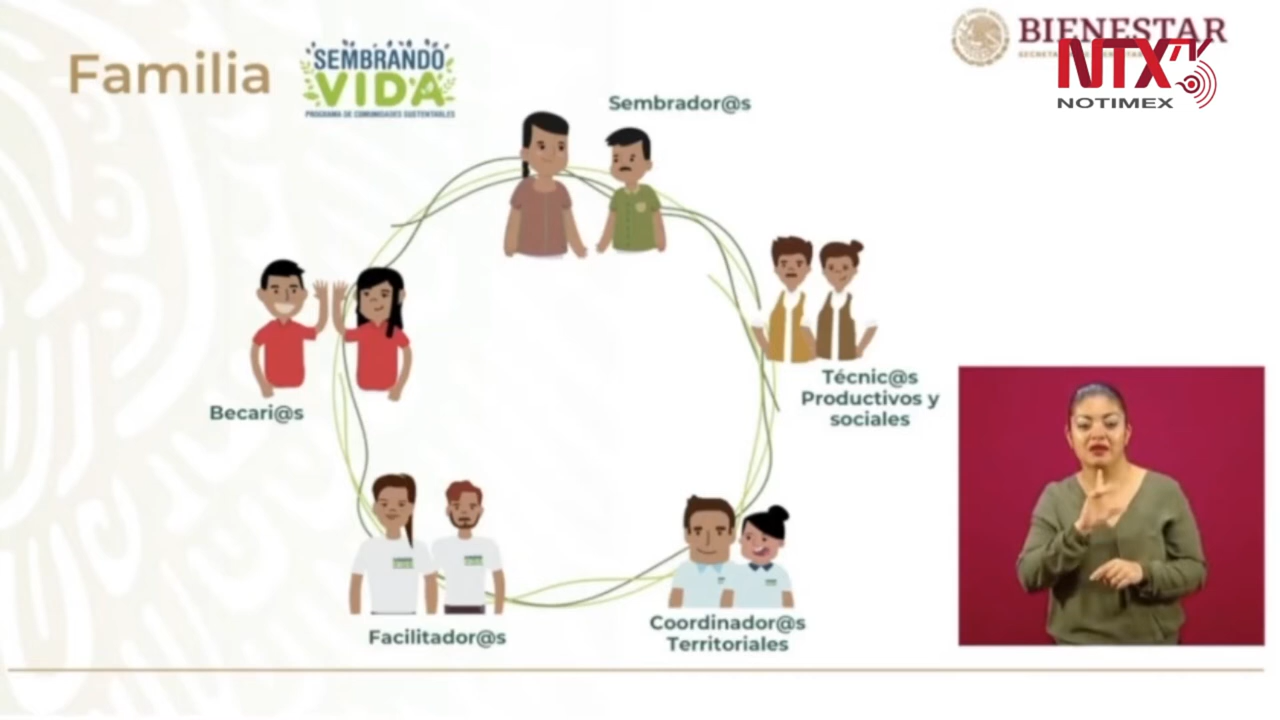 Familia
SEMBRANDO
VIDA
PROGRAMA DE COMUNIDADES SUSTENTABLES
BIENESTAR
NTX
NOTIMEX
Sembrador@s
Técnic@s
Productivos y
sociales
Becari@s
Facilitador@s
Coordinador@s
Territoriales